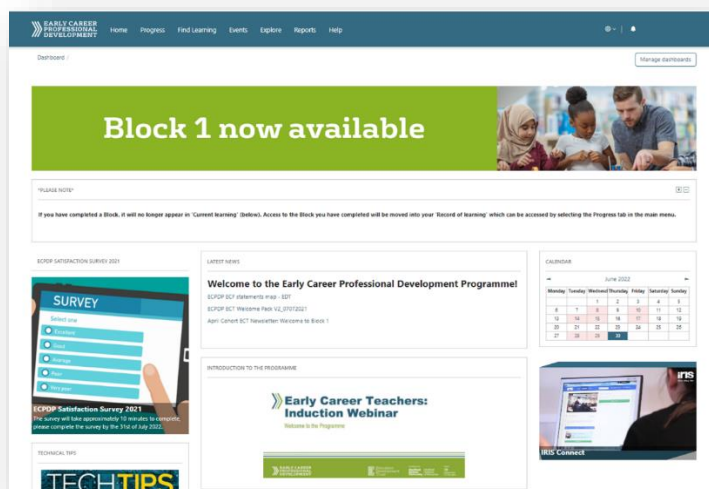 EARLY CAREER
PROFESSIONAL
DEVELOPMENT
Home Progress Find Learning Events Explore Reports Help
Dashboard /
Manage dashboards
Block 1 now available
*PLEASE NOTE*
If you have completed a Block, it will no longer appear in 'Current learning' (below). Access to the Block you have completed will be moved into your 'Record of learning' which can be accessed by selecting the Progress tab in the main menu.
ECPDP SATISFACTION SURVEY 2021
SURVEY
Select one
Excellent
Good
Average
Poor
Very poor
ECPDP Satisfaction Survey 2021
The survey will take approximately 10 minutes to complete,
please complete the survey by the 31st of July 2022.
TECHNICAL TIPS
TECHTIPS
LATEST NEWS
Welcome to the Early Career Professional Development Programme!
ECPDP ECF statements map - EDT
ECPDP ECT Welcome Pack V2_07012021
April Cohort ECT Newsletter: Welcome to Block 1
INTRODUCTION TO THE PROGRAMME
Early Career Teachers:
Induction Webinar
Welcome to the Programme
EARLY CAREER
PROFESSIONAL
DEVELOPMENT
CALENDAR
June 2022
Monday Tuesday Wednesday Thursday Friday Saturday Sunday
1 2 3 4 5
6 7 8 9 10 11 12
13 14 15 16 17 18 19
20 21 22 23 24 25 26
27 28 29 30
iris
IRIS Connect